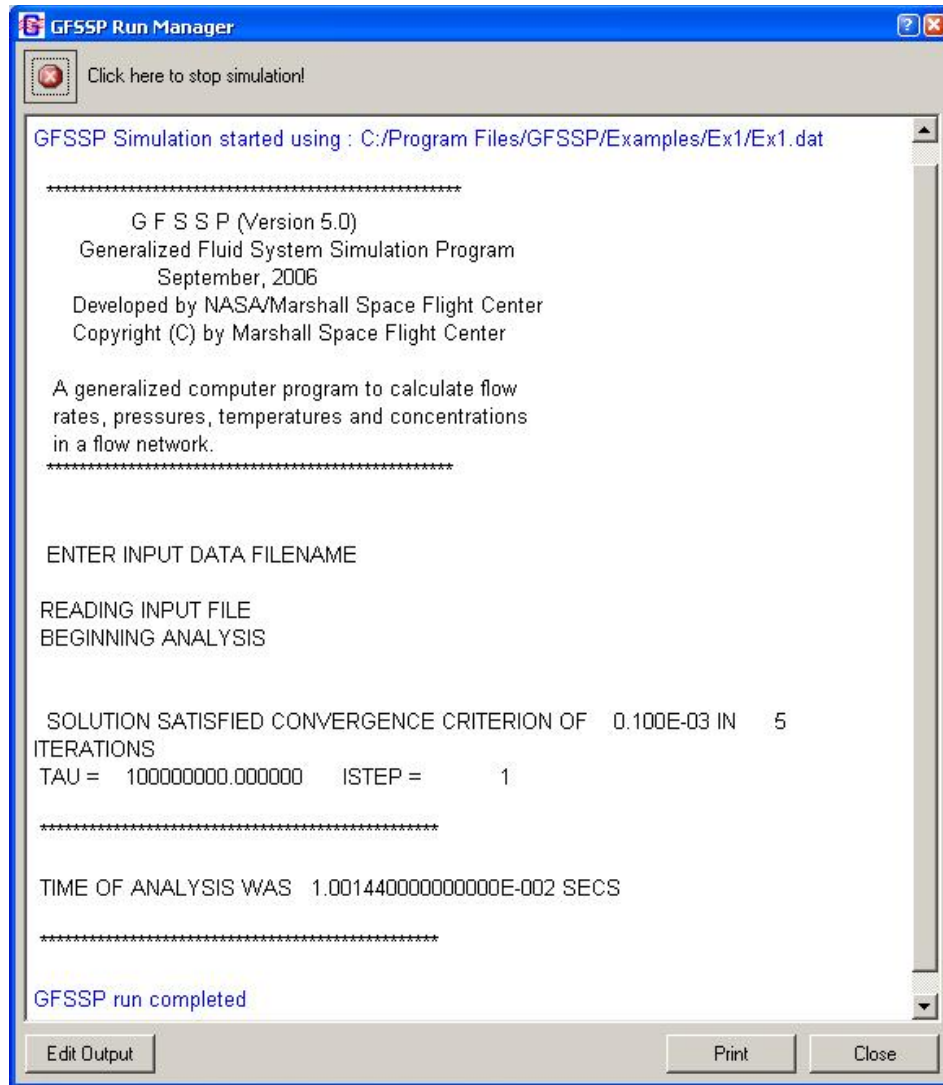 GFSSP Run Manager
Click here to stop simulation!
GFSSP Simulation started using : C:/Program Files/GFSSP/Examples/Ex1/Ex1.dat
**************************************************
G F S S P (Version 5.0)
Generalized Fluid System Simulation Program
September, 2006
Developed by NASA/Marshall Space Flight Center
Copyright (C) by Marshall Space Flight Center
A generalized computer program to calculate flow
rates, pressures, temperatures and concentrations
in a flow network.
*************************************************
ENTER INPUT DATA FILENAME
READING INPUT FILE
BEGINNING ANALYSIS
SOLUTION SATISFIED CONVERGENCE CRITERION OF 0.100E-03 IN 5
ITERATIONS
TAU = 100000000.000000 ISTEP = 1
************************************************
TIME OF ANALYSIS WAS 1.001440000000000E-002 SECS
************************************************
GFSSP run completed
Edit Output Print Close